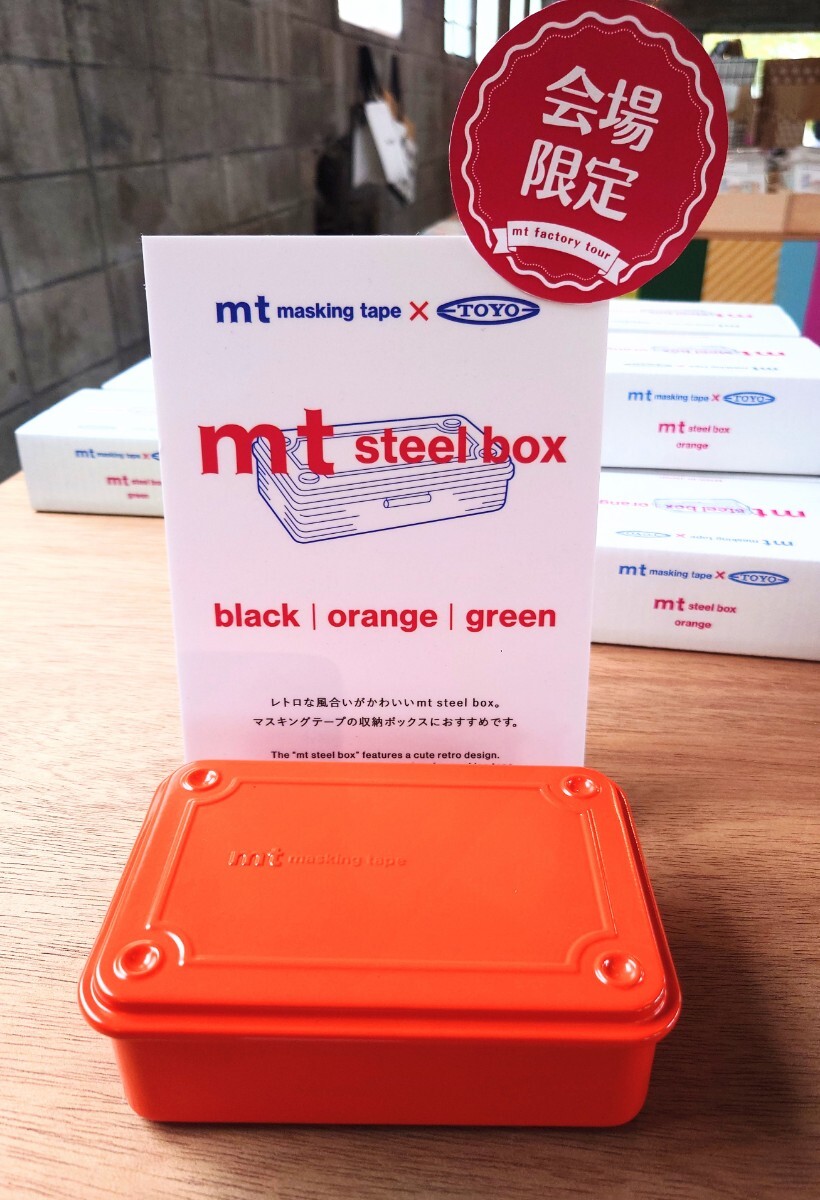 会場
限定
mt factory tour
mt masking tape × TOYO
mt steel box
black | orange | green
レトロな風合いがかわいいmt steel box。
マスキングテープの収納ボックスにおすすめです。
The "mt steel box" features a cute retro design.
mt masking tape
mt masking tape ×
mt steel
green
mt masking tape × TOYO
mt steel box
orange
mt steel box
mt masking tape × TOYO
mt steel box
orange